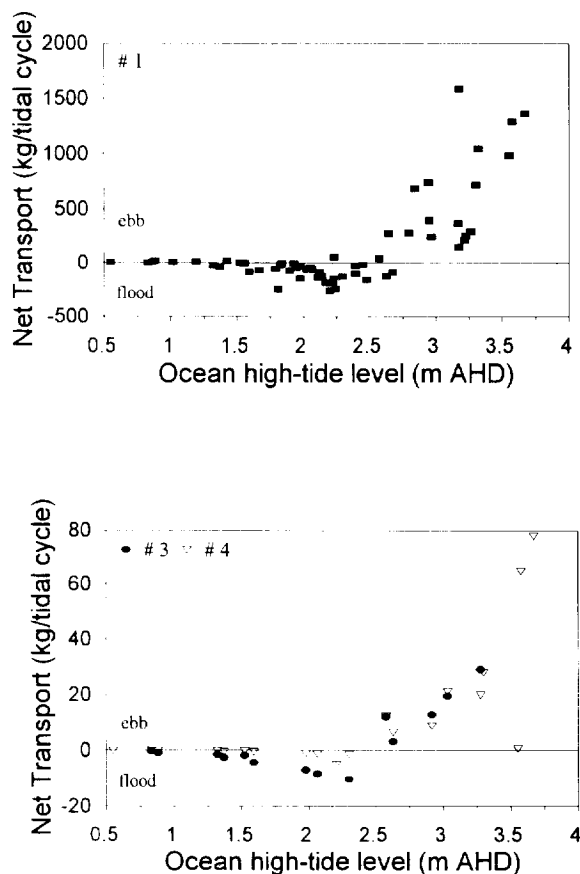 # 1
2000
1500
1000
500
0
-500
ebb
flood
Net Transport (kg/tidal cycle)
0.5 1 1.5 2 2.5 3 3.5 4
Ocean high-tide level (m AHD)
# 3 # 4
80
60
40
20
0
-20
ebb
flood
Net Transport (kg/tidal cycle)
0.5 1 1.5 2 2.5 3 3.5 4
Ocean high-tide level (m AHD)